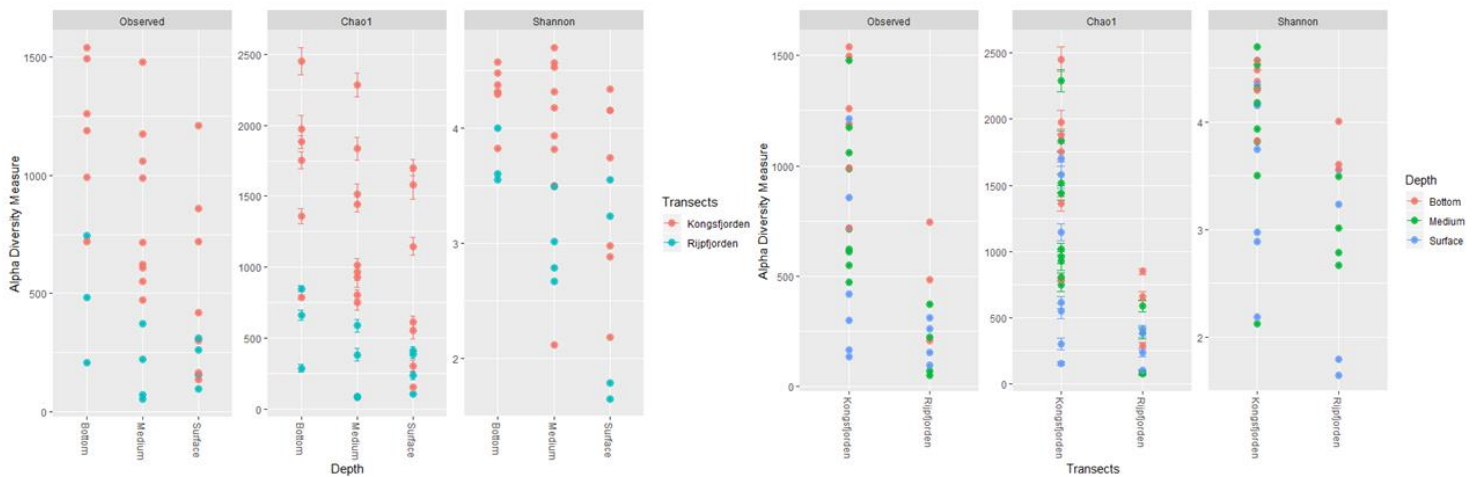 Observed
Chao1
Shannon
Alpha Diversity Measure
1500
1000
500
0
2500
2000
1500
1000
500
0
4
3
2
Bottom
Medium
Surface
Bottom
Medium
Surface
Bottom
Medium
Surface
Depth
Transects
Kongsfjorden
Rijpfjorden
Observed
Chao1
Shannon
Alpha Diversity Measure
1500
1000
500
0
2500
2000
1500
1000
500
0
4
3
2
Kongsfjorden
Rijpfjorden
Kongsfjorden
Rijpfjorden
Kongsfjorden
Rijpfjorden
Transects
Depth
Bottom
Medium
Surface